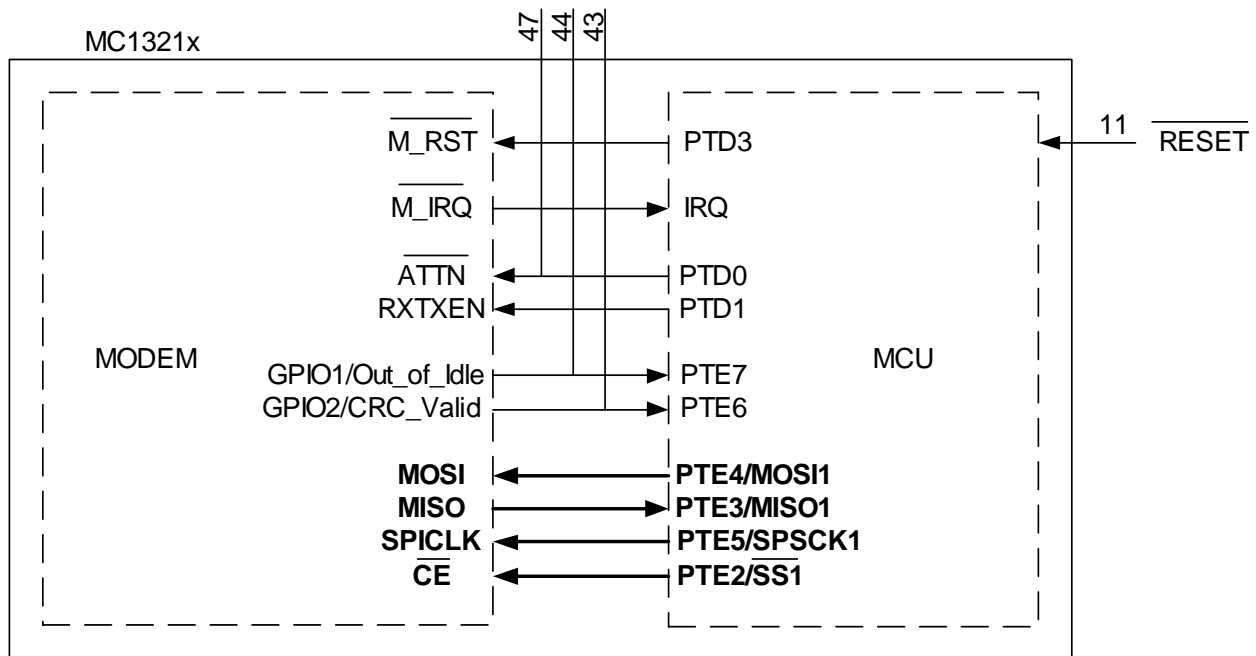 47 44 43
MC1321x
M_RST PTD3 11 RESET
M_IRQ IRQ
ATTN PTD0
RXTXEN PTD1
MODEM MCU
GPIO1/Out_of_Idle PTE7
GPIO2/CRC_Valid PTE6
MOSI PTE4/MOSI1
MISO PTE3/MISO1
SPICLK PTE5/SPSCK1
CE PTE2/SS1